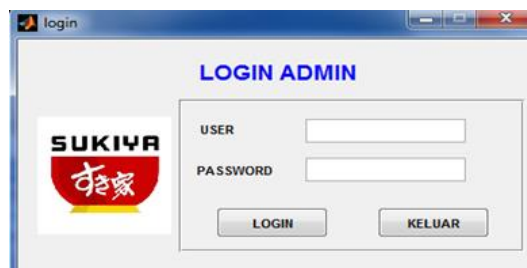 login
LOGIN ADMIN
SUKIYA
すき家
USER
PASSWORD
LOGIN
KELUAR